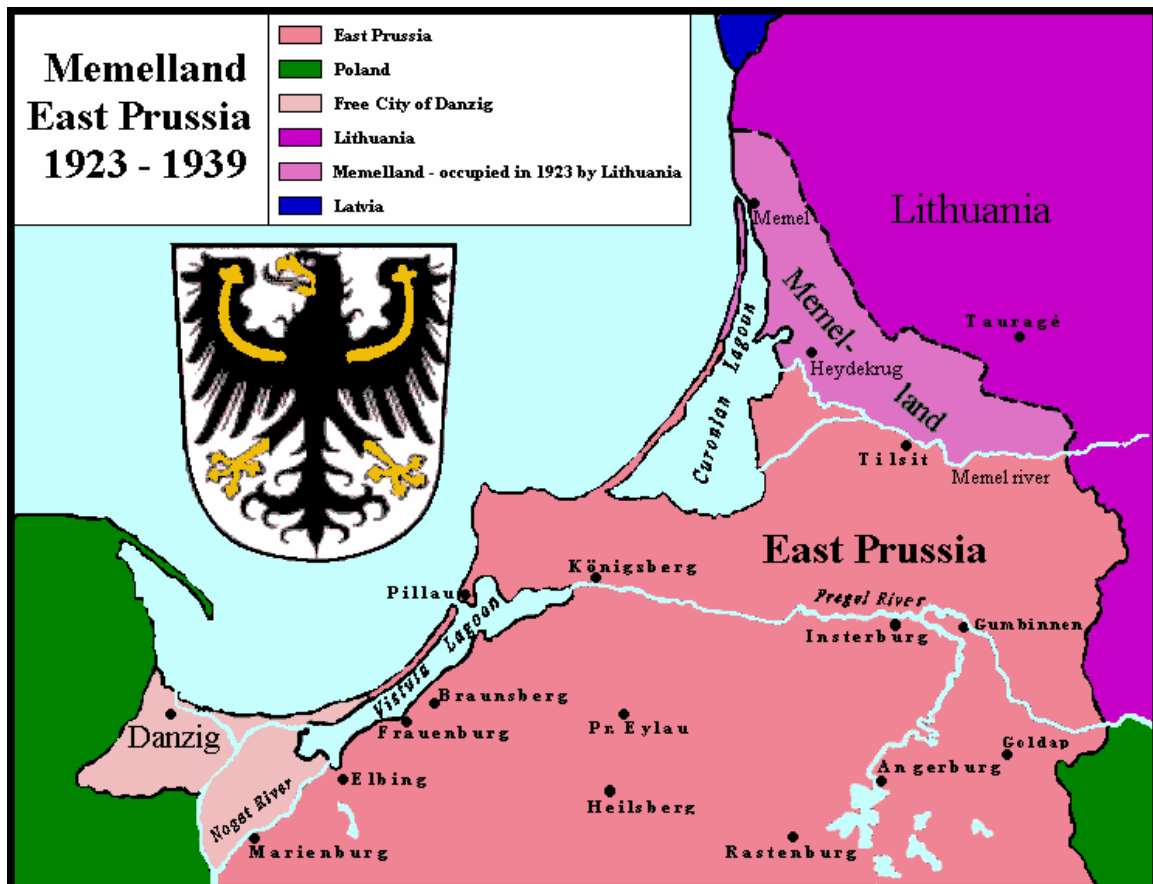 Memelland
East Prussia
1923 - 1939
East Prussia
Poland
Free City of Danzig
Lithuania
Memelland - occupied in 1923 by Lithuania
Latvia
Lithuania
Memel
Memel-
land
Tauragé
Curonian Lagoon
Heydekrug
Tilsit
Memel river
East Prussia
Königsberg
Pillau
Pregel River
Insterburg
Gumbinnen
Vistula Lagoon
Braunsberg
Frauenburg
Danzig
Pr. Eylau
Goldap
Angerburg
Elbing
Heilsberg
Nogat River
Marienburg
Rastenburg